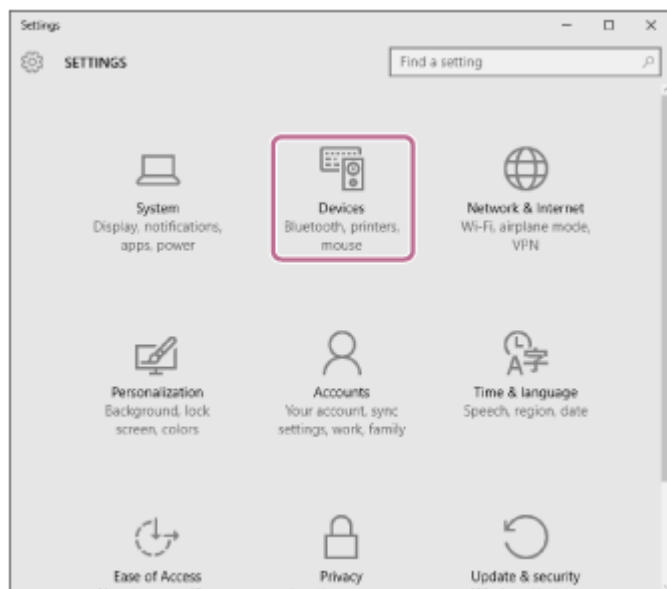 Settings
SETTINGS
Find a setting
System
Display, notifications,
apps, power
Devices
Bluetooth, printers,
mouse
Network & Internet
Wi-Fi, airplane mode,
VPN
Personalization
Background, lock
screen, colors
Accounts
Your account, sync
settings, work, family
A字
Time & language
Speech, region, date
Ease of Access
Privacy
Update & security